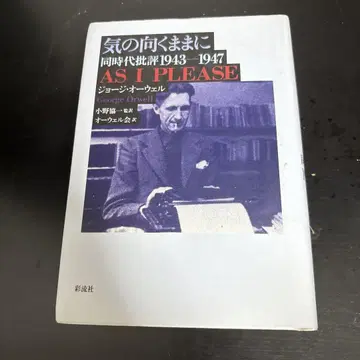 気の向くままに
同時代批評1943—1947
AS I PLEASE
ジョージ・オーウェル
George Orwell
小野協一 監訳
オーウェル会 訳
彩流社